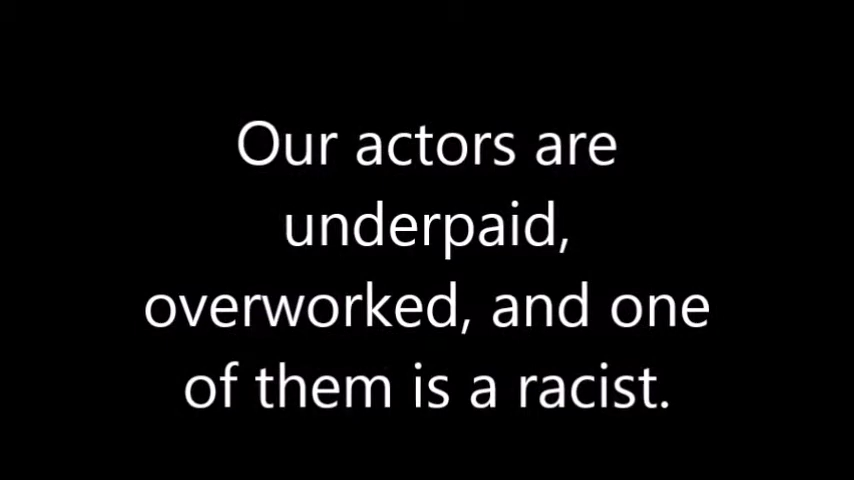 Our actors are
underpaid,
overworked, and one
of them is a racist.